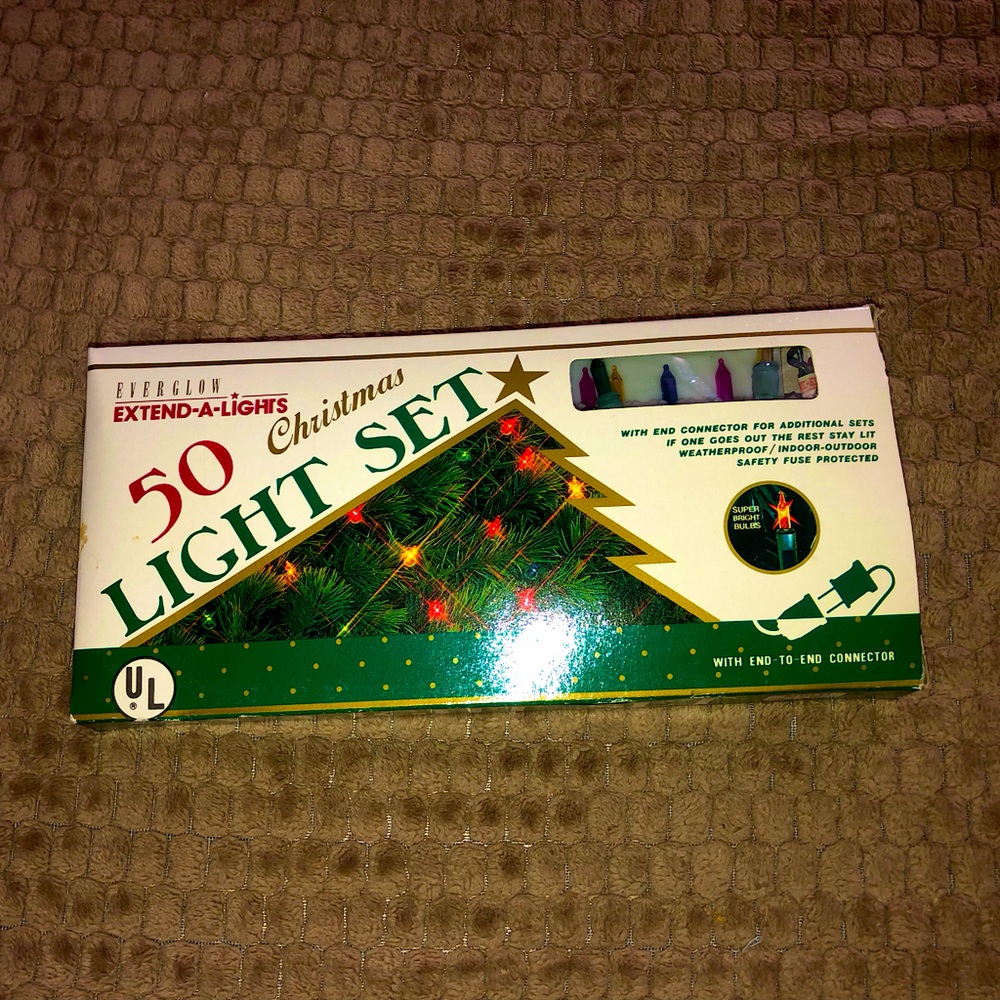 EVERGLOW
EXTEND-A-LIGHTS
50 Christmas
LIGHT SET
WITH END CONNECTOR FOR ADDITIONAL SETS
IF ONE GOES OUT THE REST STAY LIT
WEATHERPROOF/INDOOR-OUTDOOR
SAFETY FUSE PROTECTED
SUPER
BRIGHT
BULBS
WITH END-TO-END CONNECTOR
UL
®